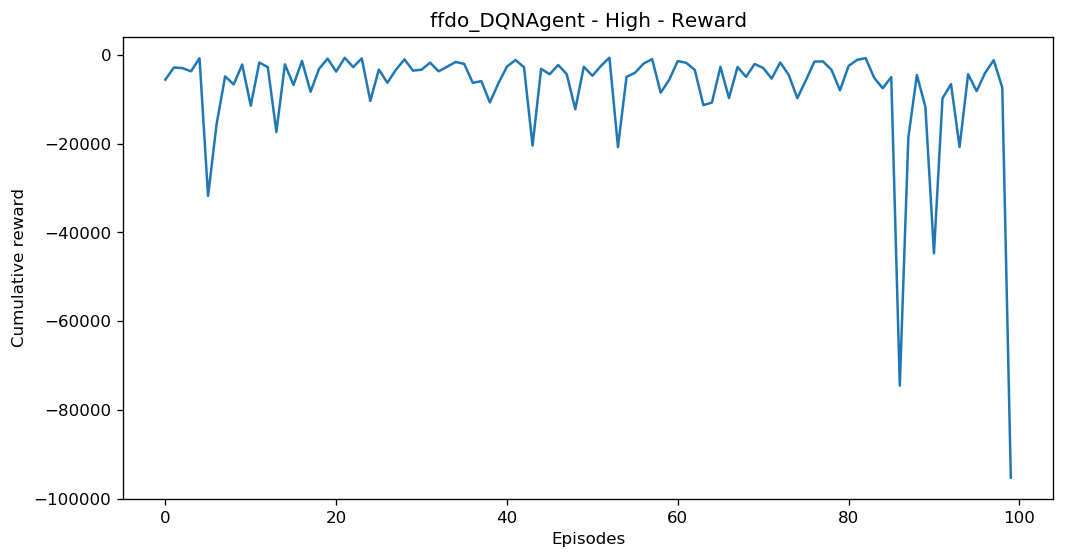 ffdo_DQNAgent - High - Reward
Cumulative reward
0
−20000
−40000
−60000
−80000
−100000
0 20 40 60 80 100
Episodes